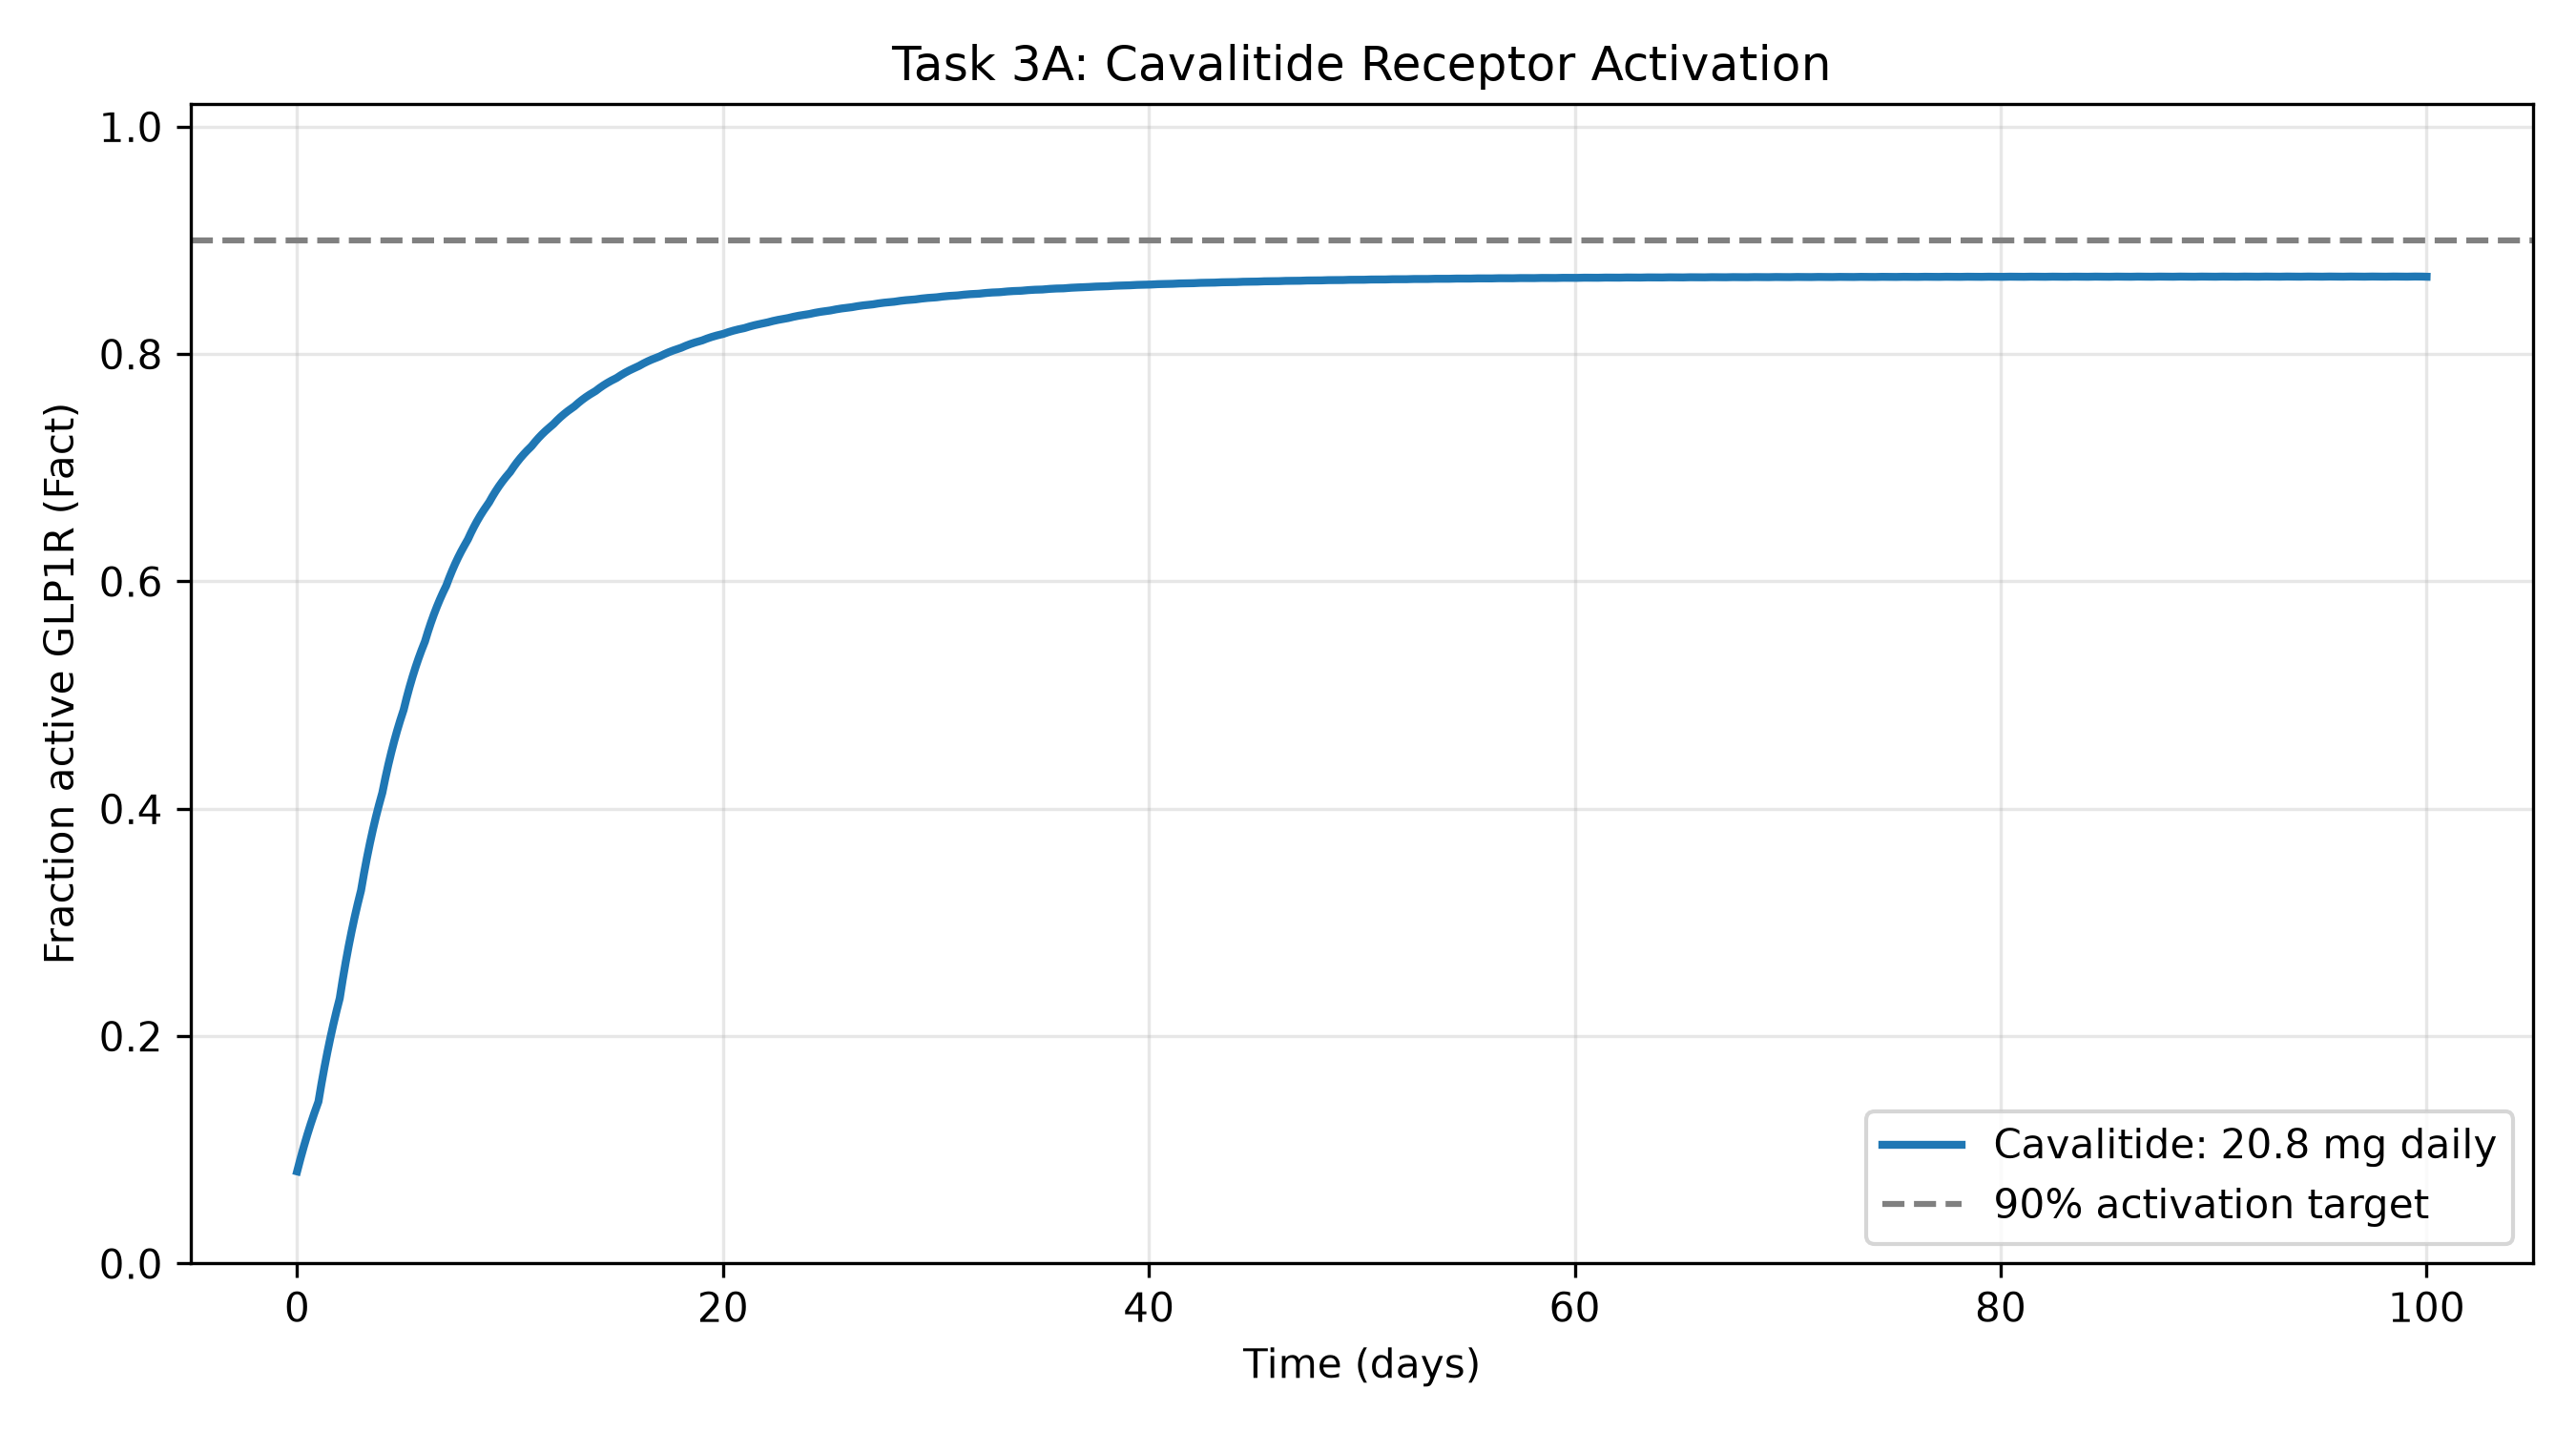 Task 3A: Cavalitide Receptor Activation
Fraction active GLP1R (Fact)
1.0
0.8
0.6
0.4
0.2
0.0
Cavalitide: 20.8 mg daily
90% activation target
0 20 40 60 80 100
Time (days)